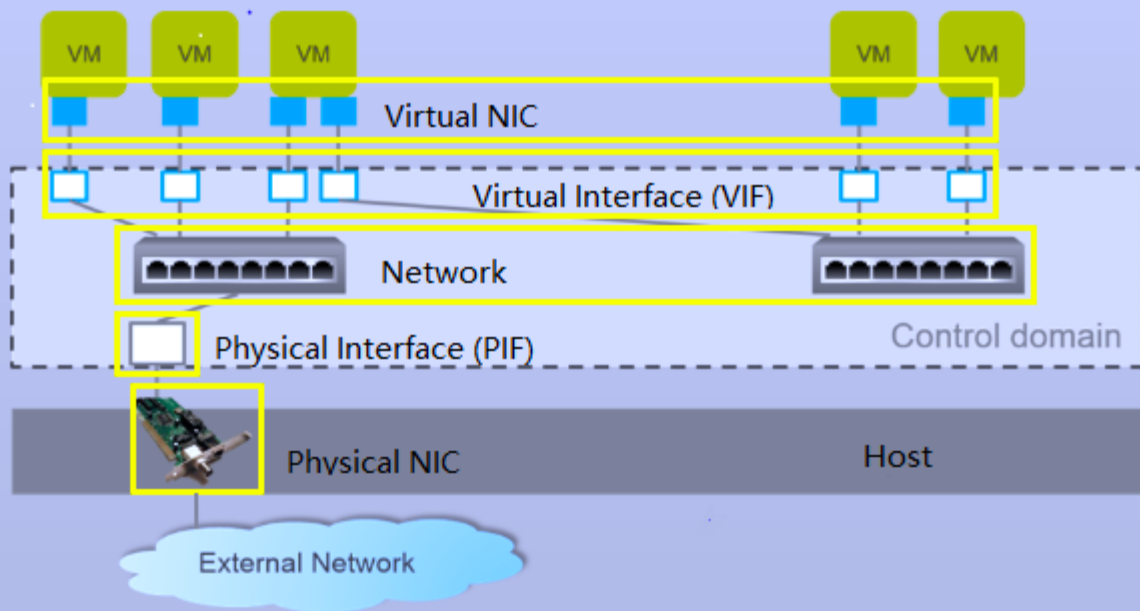 VM
VM
VM
VM
VM
Virtual NIC
Virtual Interface (VIF)
Network
Physical Interface (PIF)
Control domain
Physical NIC
Host
External Network